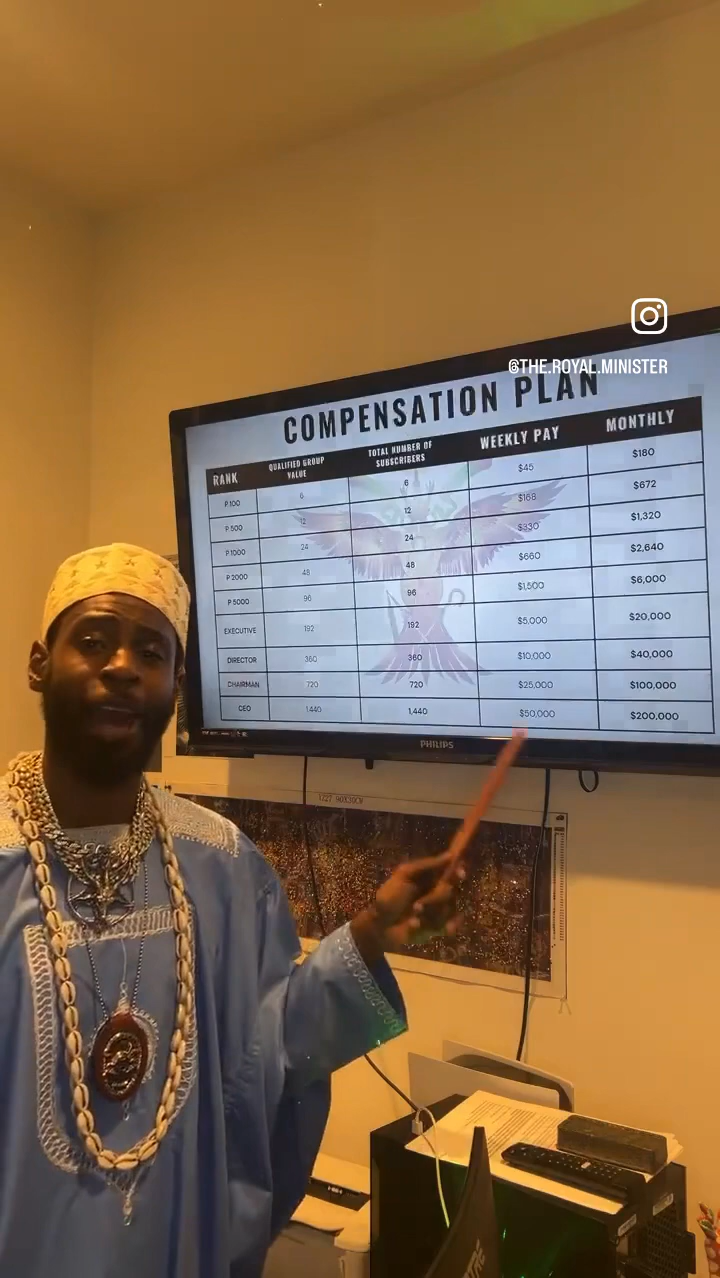 @THE.ROYAL.MINISTER
COMPENSATION PLAN
RANK QUALIFIED GROUP VALUE TOTAL NUMBER OF SUBSCRIBERS WEEKLY PAY MONTHLY
P100 6 6 $45 $180
P500 12 12 $168 $672
P1000 24 24 $330 $1,320
P2000 48 48 $660 $2,640
P5000 96 96 $1,500 $6,000
EXECUTIVE 192 192 $5,000 $20,000
DIRECTOR 360 360 $10,000 $40,000
CHAIRMAN 720 720 $25,000 $100,000
CEO 1,440 1,440 $50,000 $200,000
PHILIPS